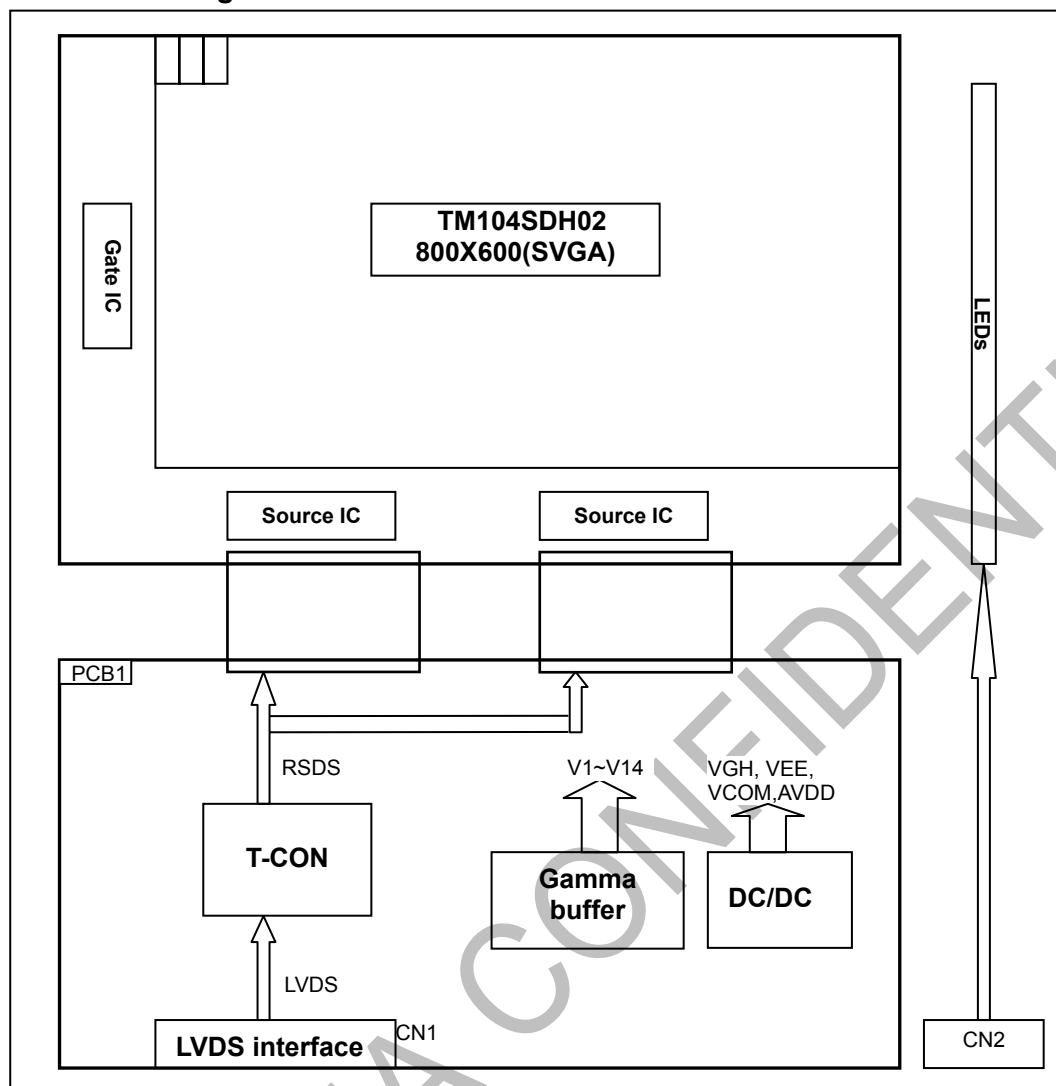 TM104SDH02
800X600(SVGA)
Gate IC
LEDs
Source IC
Source IC
PCB1
RSDS
V1~V14
VGH, VEE,
VCOM,AVDD
T-CON
Gamma
buffer
DC/DC
LVDS
LVDS interface
CN1
CN2